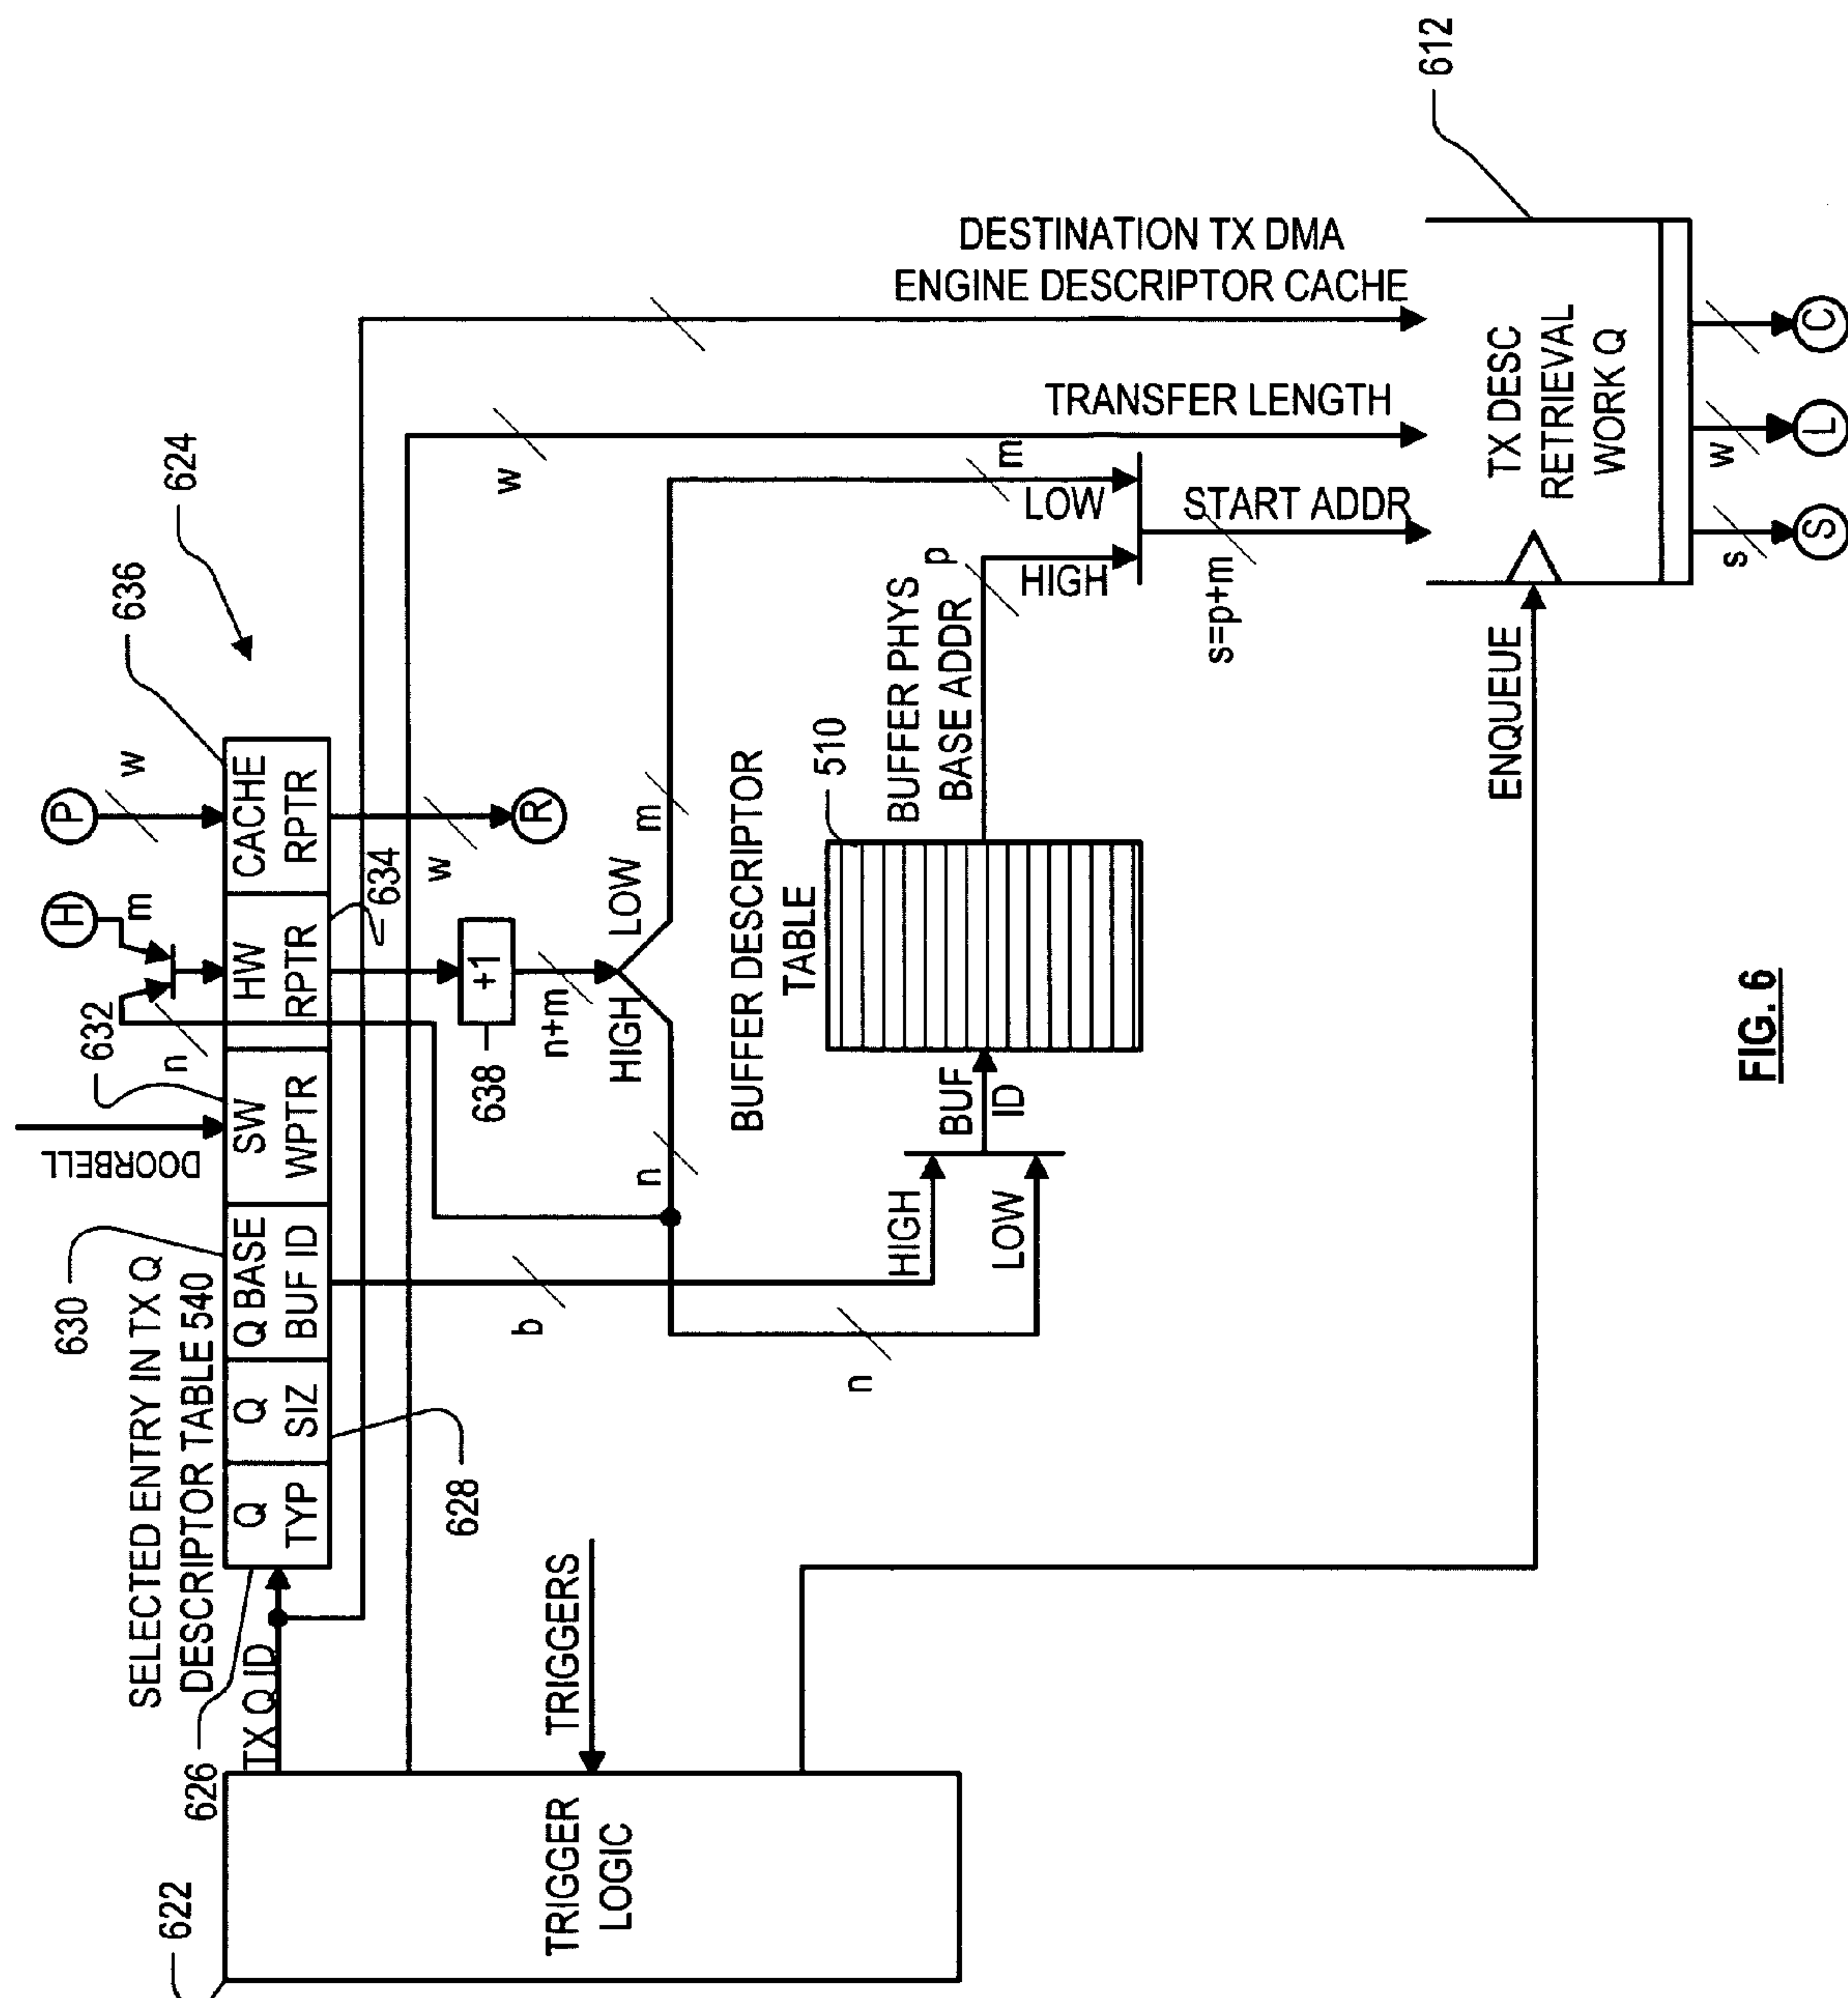 622
TRIGGER
LOGIC
TRIGGERS
626
TX Q ID
SELECTED ENTRY IN TX Q
DESCRIPTOR TABLE 540
Q
TYP
Q
SIZ
Q BASE
BUF ID
SW
WPTR
HW
RPTR
CACHE
RPTR
628
630
DOORBELL
632
n
H
m
P
w
634
636
624
w
R
638
+1
n+m
HIGH
LOW
n
m
b
n
HIGH
LOW
BUF
ID
BUFFER DESCRIPTOR
TABLE
510
BUFFER PHYS
BASE ADDR
p
HIGH
LOW
m
s=p+m
START ADDR
w
TRANSFER LENGTH
DESTINATION TX DMA
ENGINE DESCRIPTOR CACHE
ENQUEUE
TX DESC
RETRIEVAL
WORK Q
612
s
S
w
L
C
FIG. 6